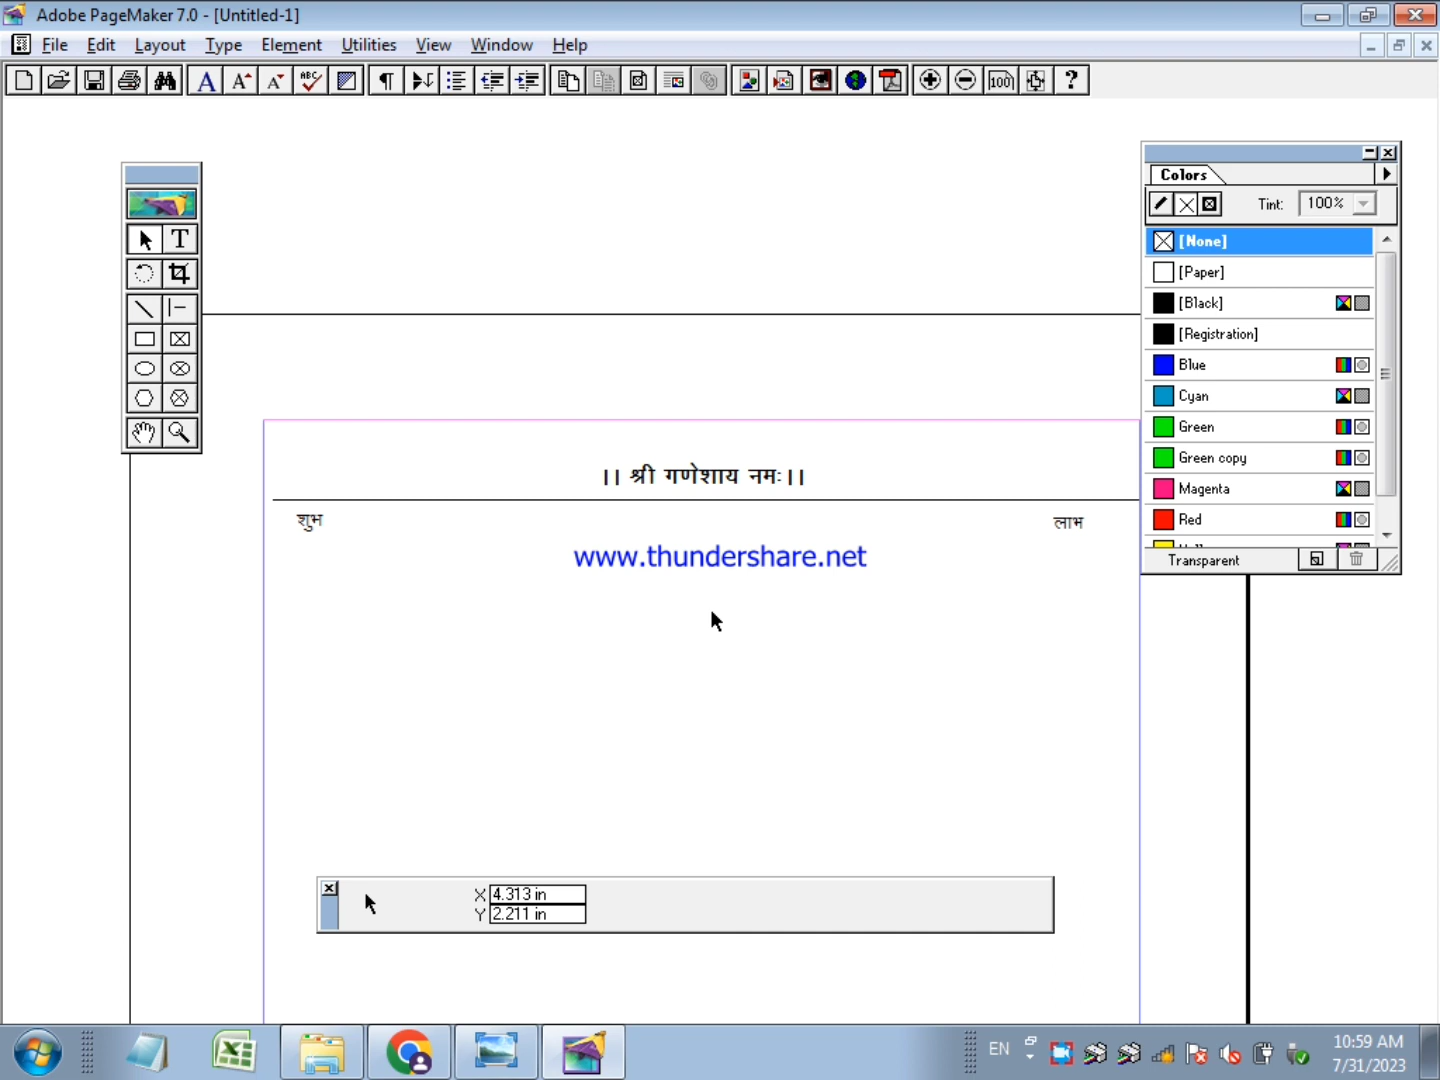 Adobe PageMaker 7.0 - [Untitled-1]
File Edit Layout Type Element Utilities View Window Help
Colors
Tint: 100%
[None]
[Paper]
[Black]
[Registration]
Blue
Cyan
Green
Green copy
Magenta
Red
Transparent
।। श्री गणेशाय नमः।।
शुभ लाभ
www.thundershare.net
X 4.313 in
Y 2.211 in
EN
10:59 AM
7/31/2023